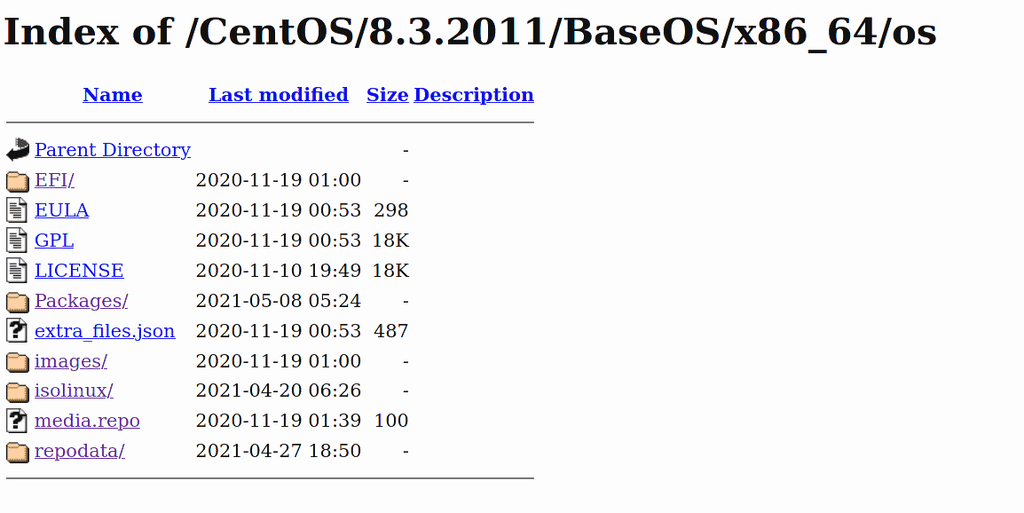 Index of /CentOS/8.3.2011/BaseOS/x86_64/os
Name Last modified Size Description
Parent Directory -
EFI/ 2020-11-19 01:00 -
EULA 2020-11-19 00:53 298
GPL 2020-11-19 00:53 18K
LICENSE 2020-11-10 19:49 18K
Packages/ 2021-05-08 05:24 -
extra_files.json 2020-11-19 00:53 487
images/ 2020-11-19 01:00 -
isolinux/ 2021-04-20 06:26 -
media.repo 2020-11-19 01:39 100
repodata/ 2021-04-27 18:50 -